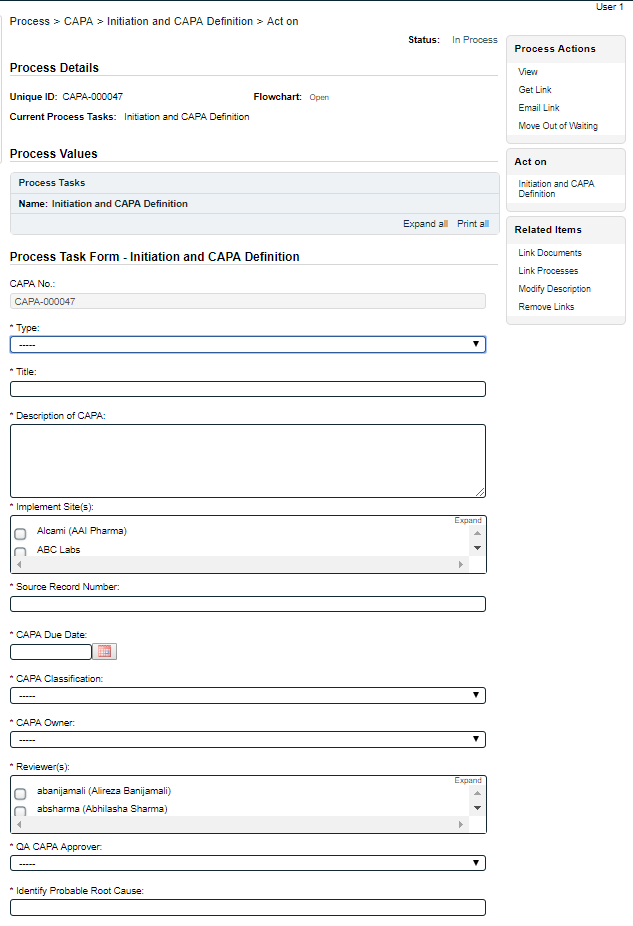 User 1
Process > CAPA > Initiation and CAPA Definition > Act on
Status: In Process
Process Details
Unique ID: CAPA-000047 Flowchart: Open
Current Process Tasks: Initiation and CAPA Definition
Process Values
Process Tasks
Name: Initiation and CAPA Definition
Expand all Print all
Process Task Form - Initiation and CAPA Definition
CAPA No.:
CAPA-000047
* Type:
-----
* Title:
* Description of CAPA:
* Implement Site(s):
Expand
Alcami (AAI Pharma)
ABC Labs
* Source Record Number:
* CAPA Due Date:
* CAPA Classification:
-----
* CAPA Owner:
-----
* Reviewer(s):
Expand
abanijamali (Alireza Banijamali)
absharma (Abhilasha Sharma)
* QA CAPA Approver:
-----
* Identify Probable Root Cause:
Process Actions
View
Get Link
Email Link
Move Out of Waiting
Act on
Initiation and CAPA
Definition
Related Items
Link Documents
Link Processes
Modify Description
Remove Links